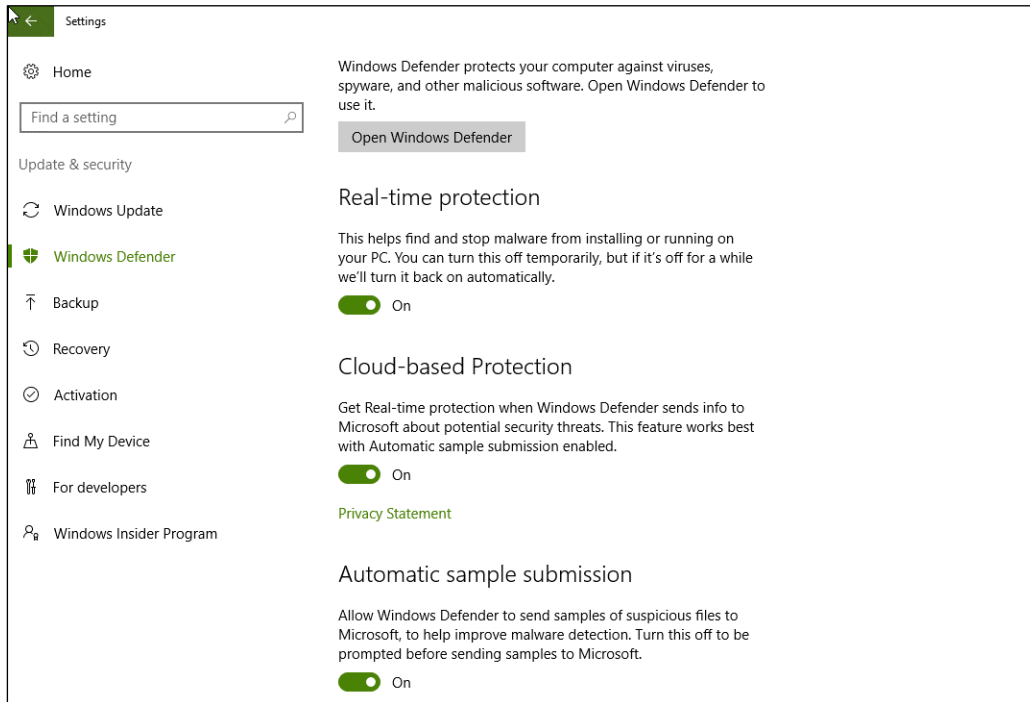 Settings
Home
Find a setting
Update & security
Windows Update
Windows Defender
Backup
Recovery
Activation
Find My Device
For developers
Windows Insider Program
Windows Defender protects your computer against viruses,
spyware, and other malicious software. Open Windows Defender to
use it.
Open Windows Defender
Real-time protection
This helps find and stop malware from installing or running on
your PC. You can turn this off temporarily, but if it's off for a while
we'll turn it back on automatically.
On
Cloud-based Protection
Get Real-time protection when Windows Defender sends info to
Microsoft about potential security threats. This feature works best
with Automatic sample submission enabled.
On
Privacy Statement
Automatic sample submission
Allow Windows Defender to send samples of suspicious files to
Microsoft, to help improve malware detection. Turn this off to be
prompted before sending samples to Microsoft.
On